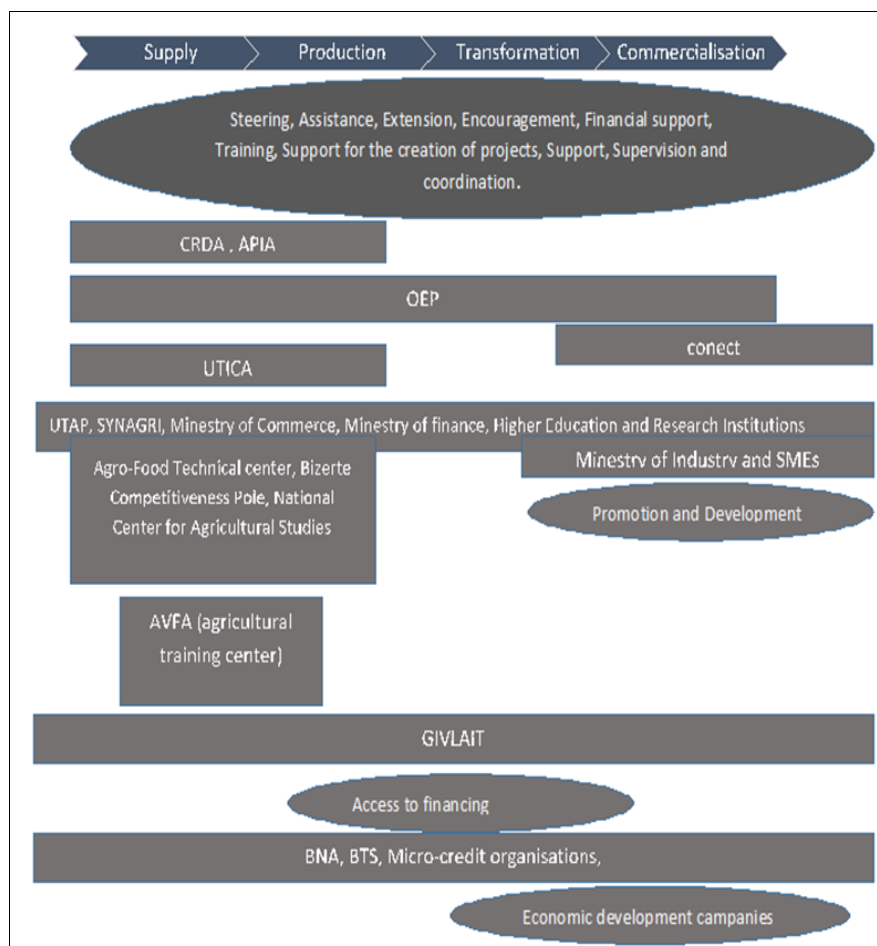 Supply Production Transformation Commercialisation
Steering, Assistance, Extension, Encouragement, Financial support,
Training, Support for the creation of projects, Support, Supervision and
coordination.
CRDA , APIA
OEP
conect
UTICA
UTAP, SYNAGRI, Minestry of Commerce, Minestry of finance, Higher Education and Research Institutions
Agro-Food Technical center, Bizerte
Competitiveness Pole, National
Center for Agricultural Studies
Minestry of Industry and SMEs
Promotion and Development
AVFA (agricultural
training center)
GIVLAIT
Access to financing
BNA, BTS, Micro-credit organisations,
Economic development campanies